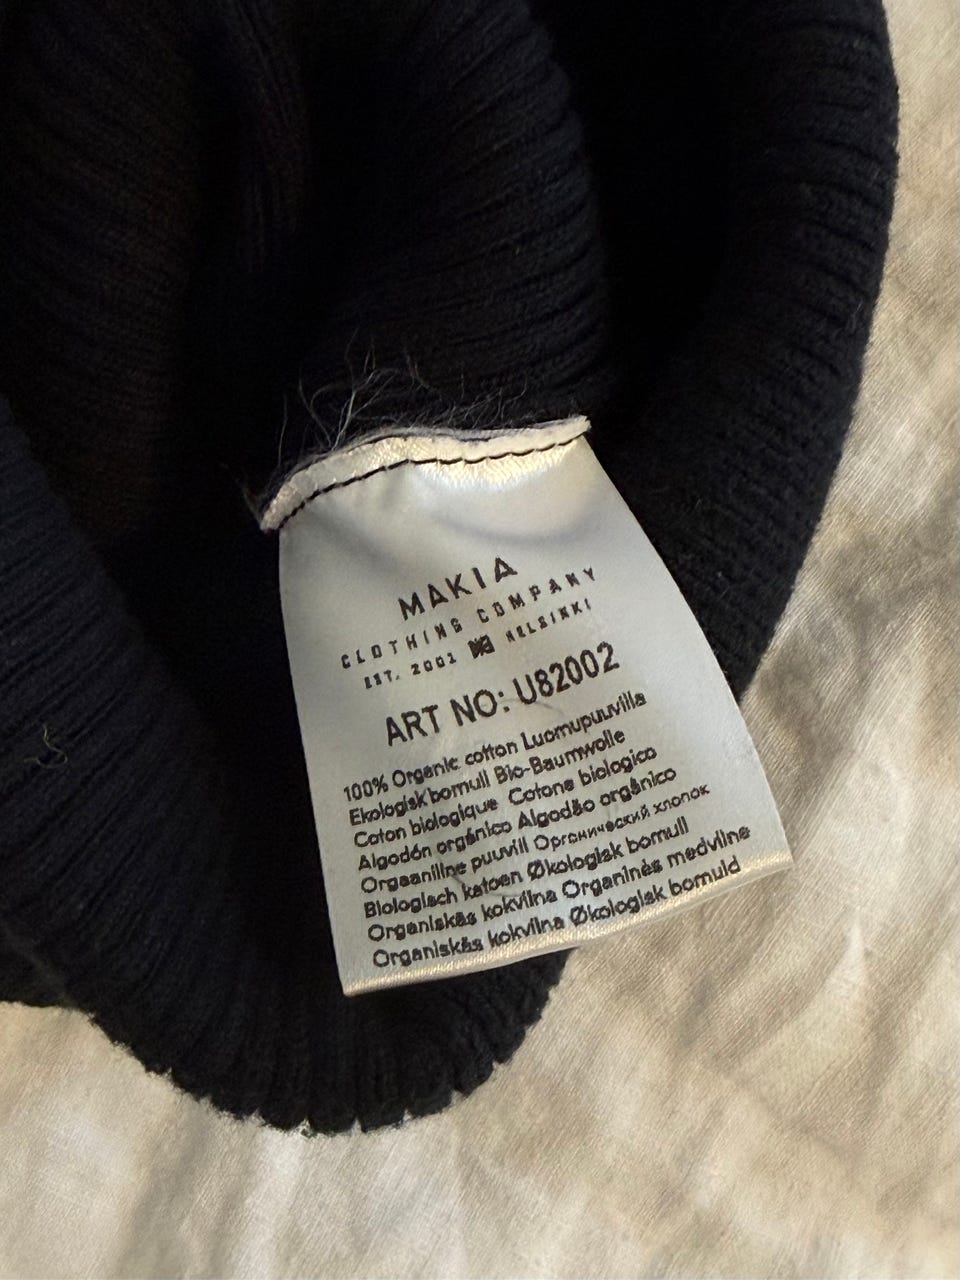 MAKIA
CLOTHING COMPANY
EST. 2001 HELSINKI
ART NO: U82002
100% Organic cotton Luomupuuvilla
Ekologisk bomull Bio-Baumwolle
Coton biologique Cotone biologico
Algodón orgánico Algodão orgânico
Orgaaniline puuvill Органический хлопок
Biologisch katoen Økologisk bomull
Organiskās kokvilna Organinės medvilnė
Organiskās kokvilna Økologisk bomuld